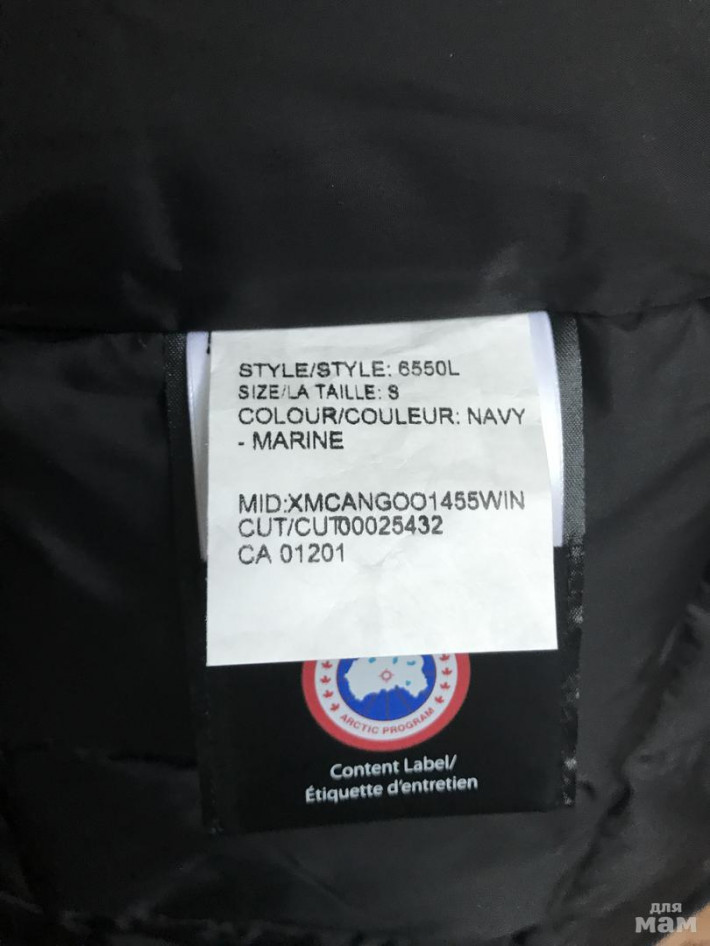 STYLE/STYLE: 6550L
SIZE/LA TAILLE: S
COLOUR/COULEUR: NAVY
- MARINE
MID:XMCANGOO1455WIN
CUT/CUT00025432
CA 01201
ARCTIC PROGRAM
Content Label/
Étiquette d'entretien
для
мам